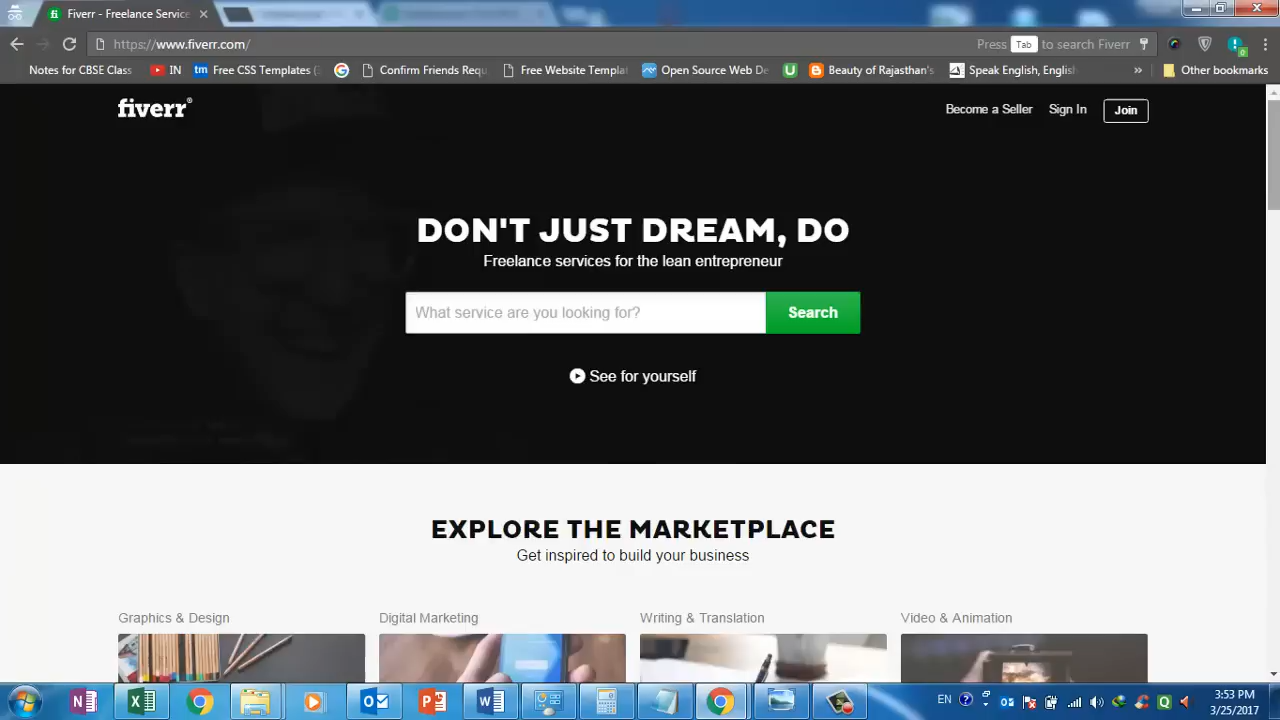 Fiverr - Freelance Service
https://www.fiverr.com/
Press Tab to search Fiverr
Notes for CBSE Class
IN
Free CSS Templates (
Confirm Friends Requ
Free Website Templat
Open Source Web De
Beauty of Rajasthan's
Speak English, English
» Other bookmarks
fiverr®
Become a Seller
Sign In
Join
DON'T JUST DREAM, DO
Freelance services for the lean entrepreneur
What service are you looking for?
Search
See for yourself
EXPLORE THE MARKETPLACE
Get inspired to build your business
Graphics & Design
Digital Marketing
Writing & Translation
Video & Animation
EN
3:53 PM
3/25/2017